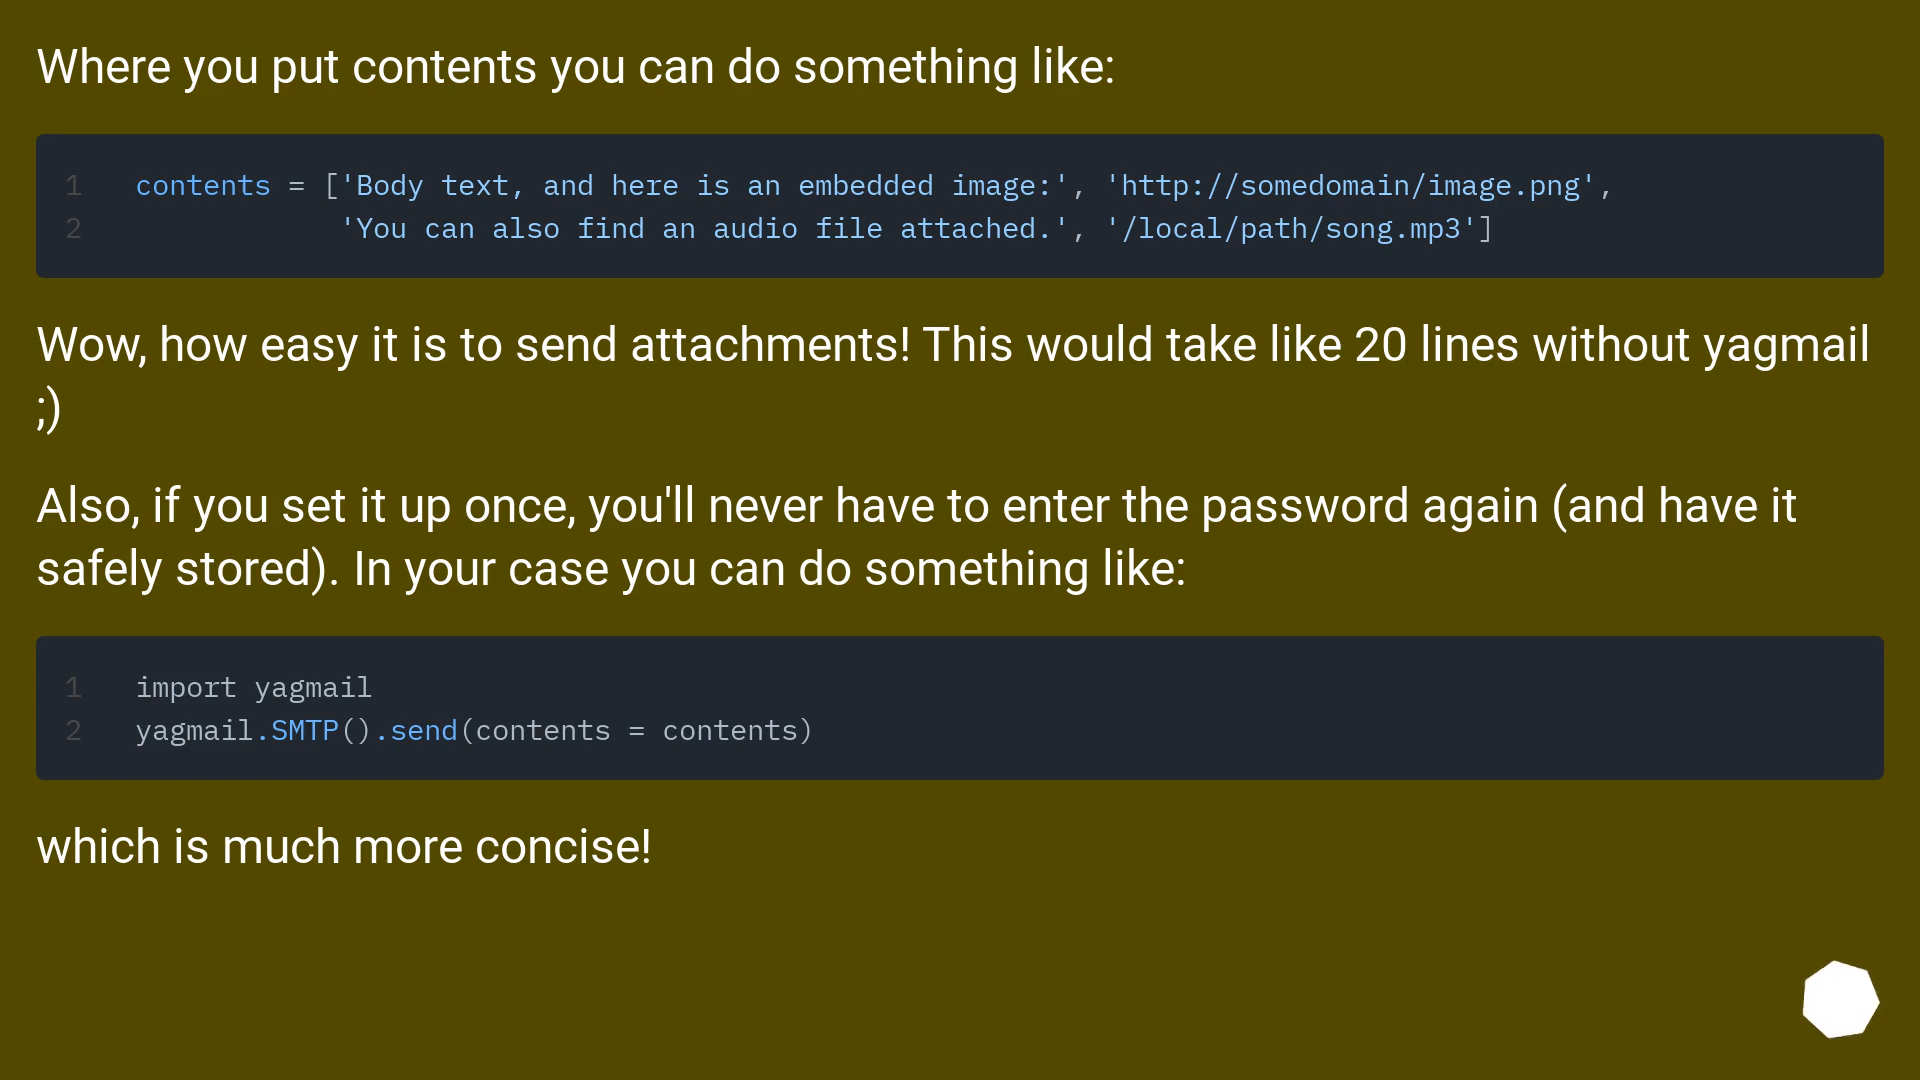 Where you put contents you can do something like:
1 contents = ['Body text, and here is an embedded image:', 'http://somedomain/image.png',
2 'You can also find an audio file attached.', '/local/path/song.mp3']
Wow, how easy it is to send attachments! This would take like 20 lines without yagmail
;)
Also, if you set it up once, you'll never have to enter the password again (and have it
safely stored). In your case you can do something like:
1 import yagmail
2 yagmail.SMTP().send(contents = contents)
which is much more concise!